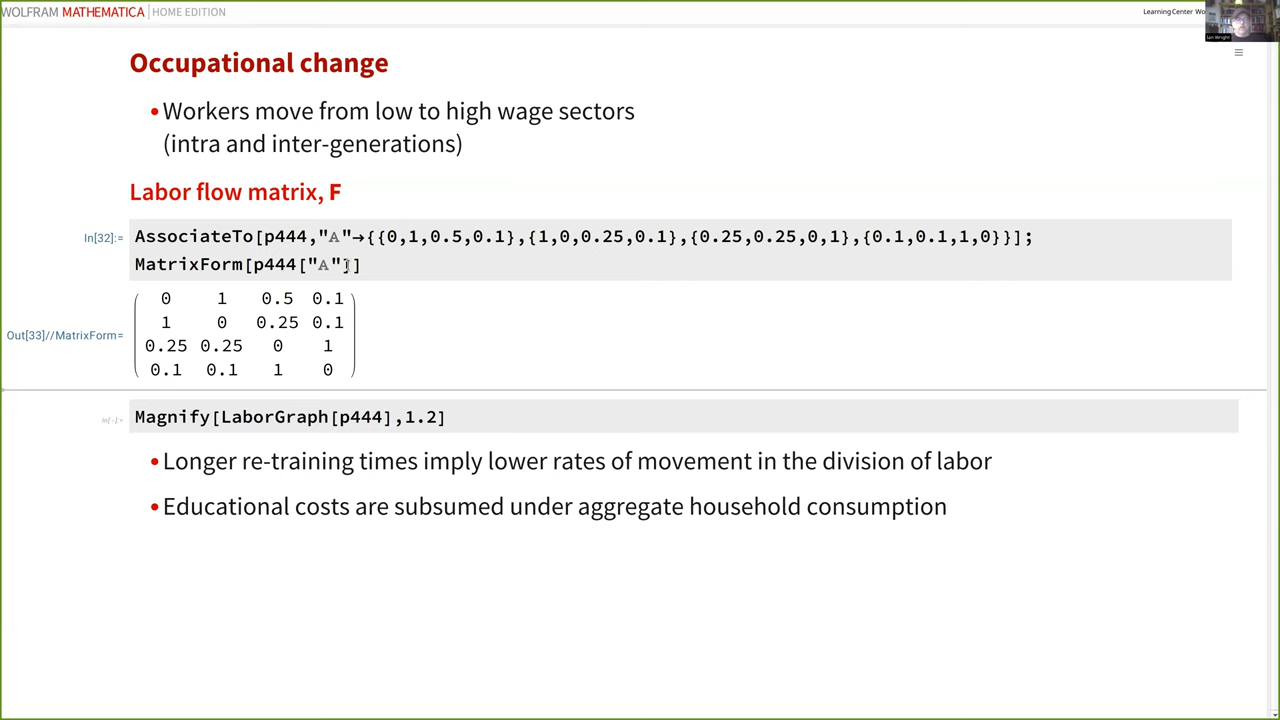 WOLFRAM MATHEMATICA | HOME EDITION
LearningCenter Wo
Ian Wright
Occupational change
•Workers move from low to high wage sectors
(intra and inter-generations)
Labor flow matrix, F
In[32]:= AssociateTo[p444,"𝔸"→{{0,1,0.5,0.1},{1,0,0.25,0.1},{0.25,0.25,0,1},{0.1,0.1,1,0}}];
MatrixForm[p444["𝔸"]]
Out[33]//MatrixForm=
0 1 0.5 0.1
1 0 0.25 0.1
0.25 0.25 0 1
0.1 0.1 1 0
In[-]:= Magnify[LaborGraph[p444],1.2]
•Longer re-training times imply lower rates of movement in the division of labor
•Educational costs are subsumed under aggregate household consumption